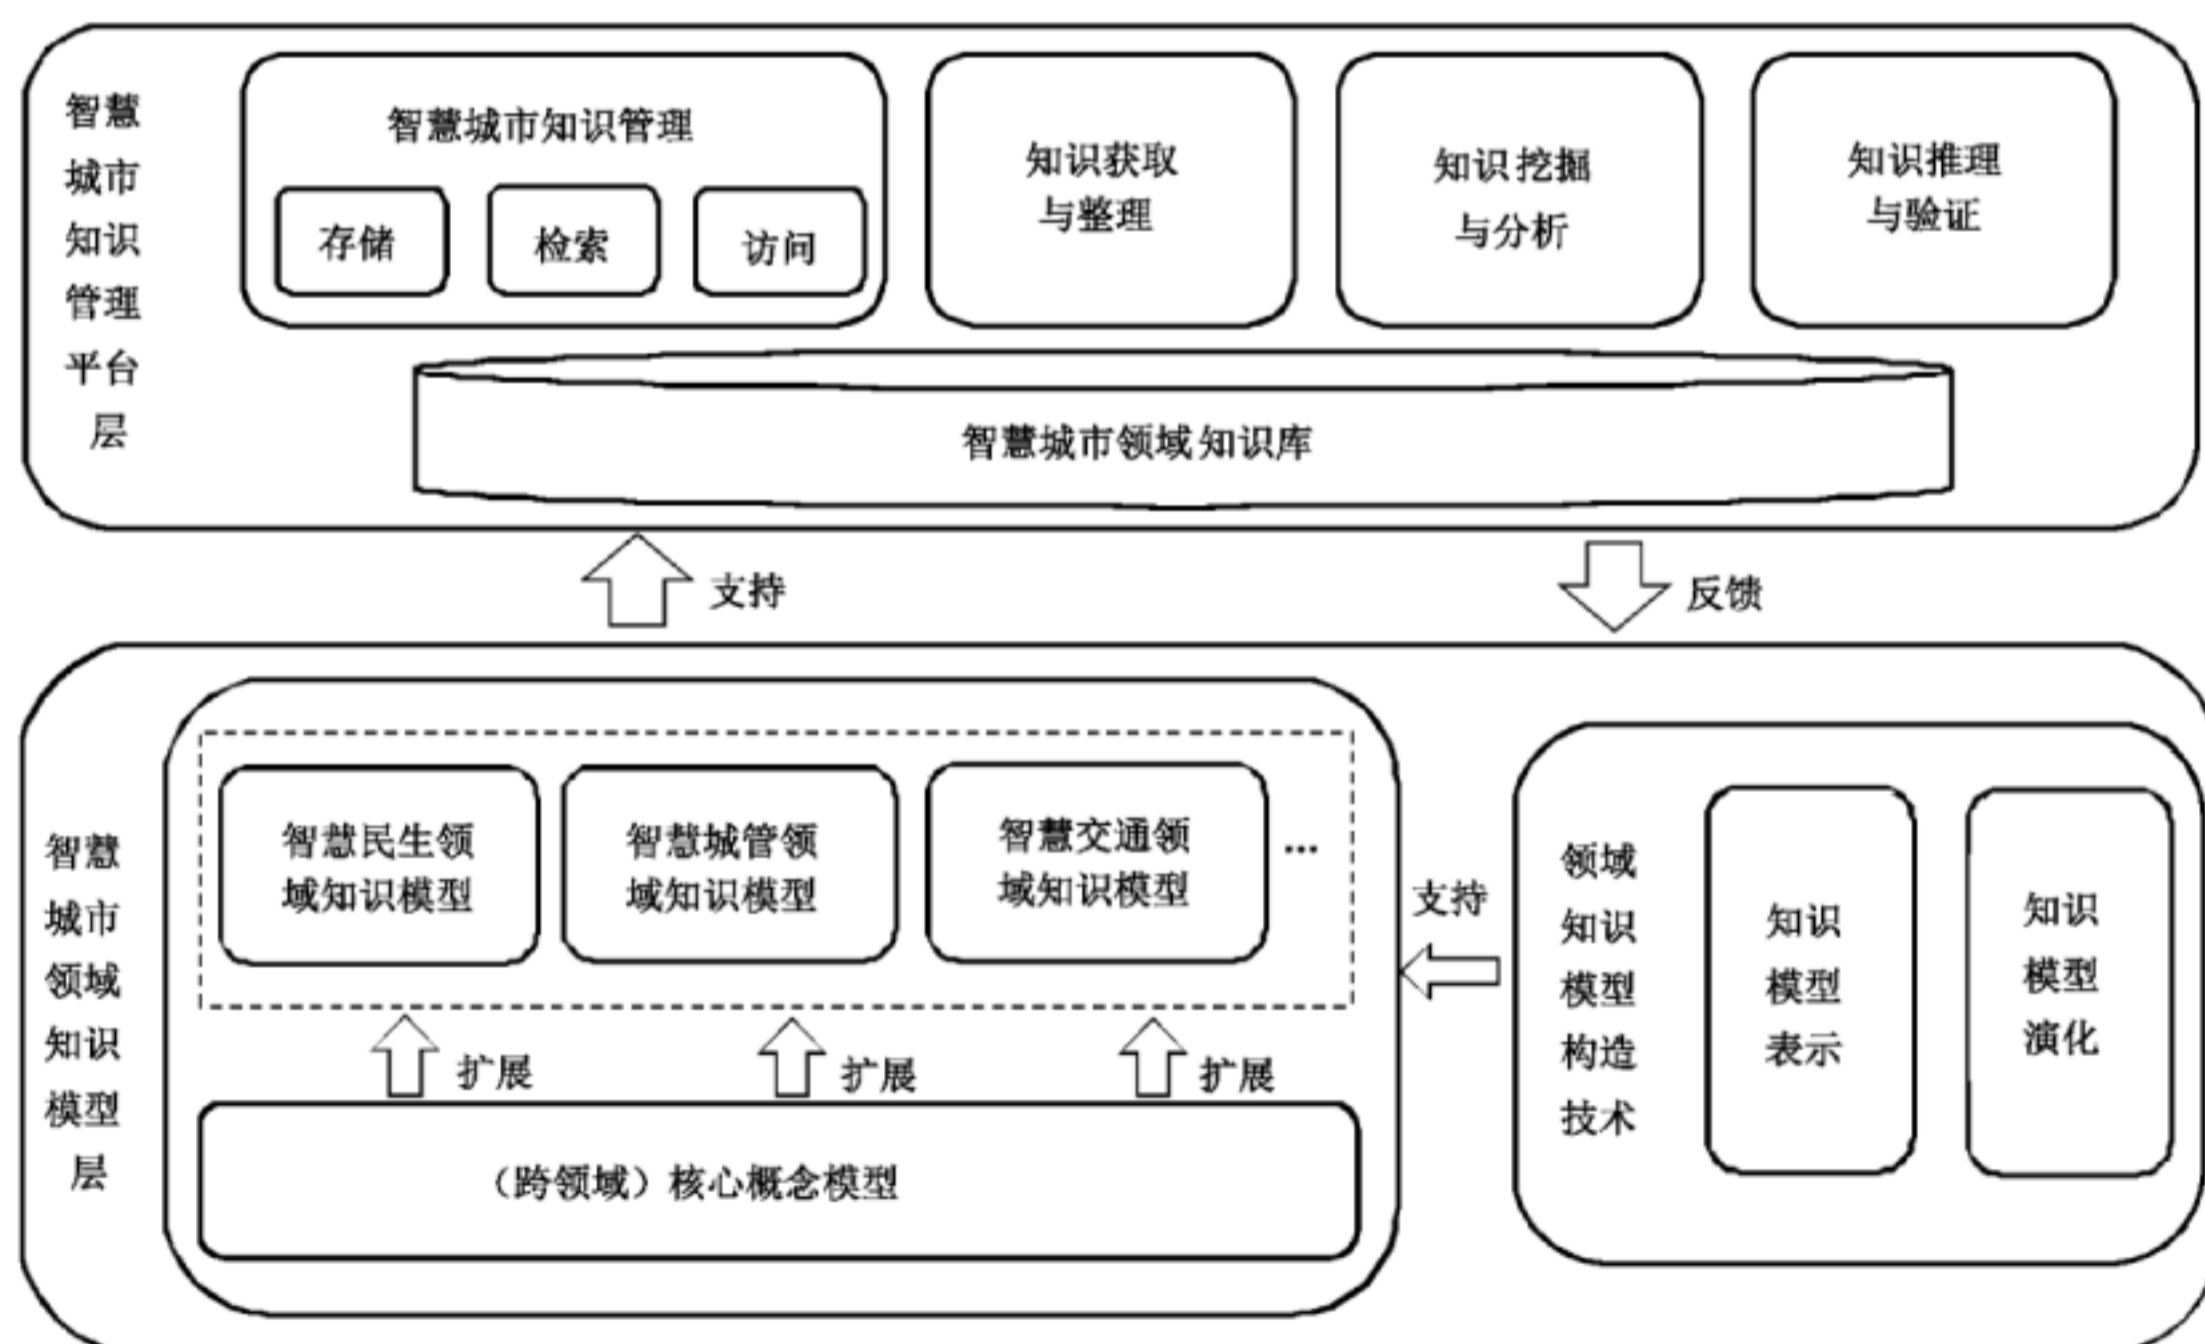 智慧
城市
知识
管理
平台
层
智慧城市知识管理
存储
检索
访问
知识获取
与整理
知识挖掘
与分析
知识推理
与验证
智慧城市领域知识库
支持
反馈
智慧
城市
领域
知识
模型
层
智慧民生领
域知识模型
智慧城管领
域知识模型
智慧交通领
域知识模型
...
扩展
扩展
扩展
（跨领域）核心概念模型
支持
领域
知识
模型
构造
技术
知识
模型
表示
知识
模型
演化